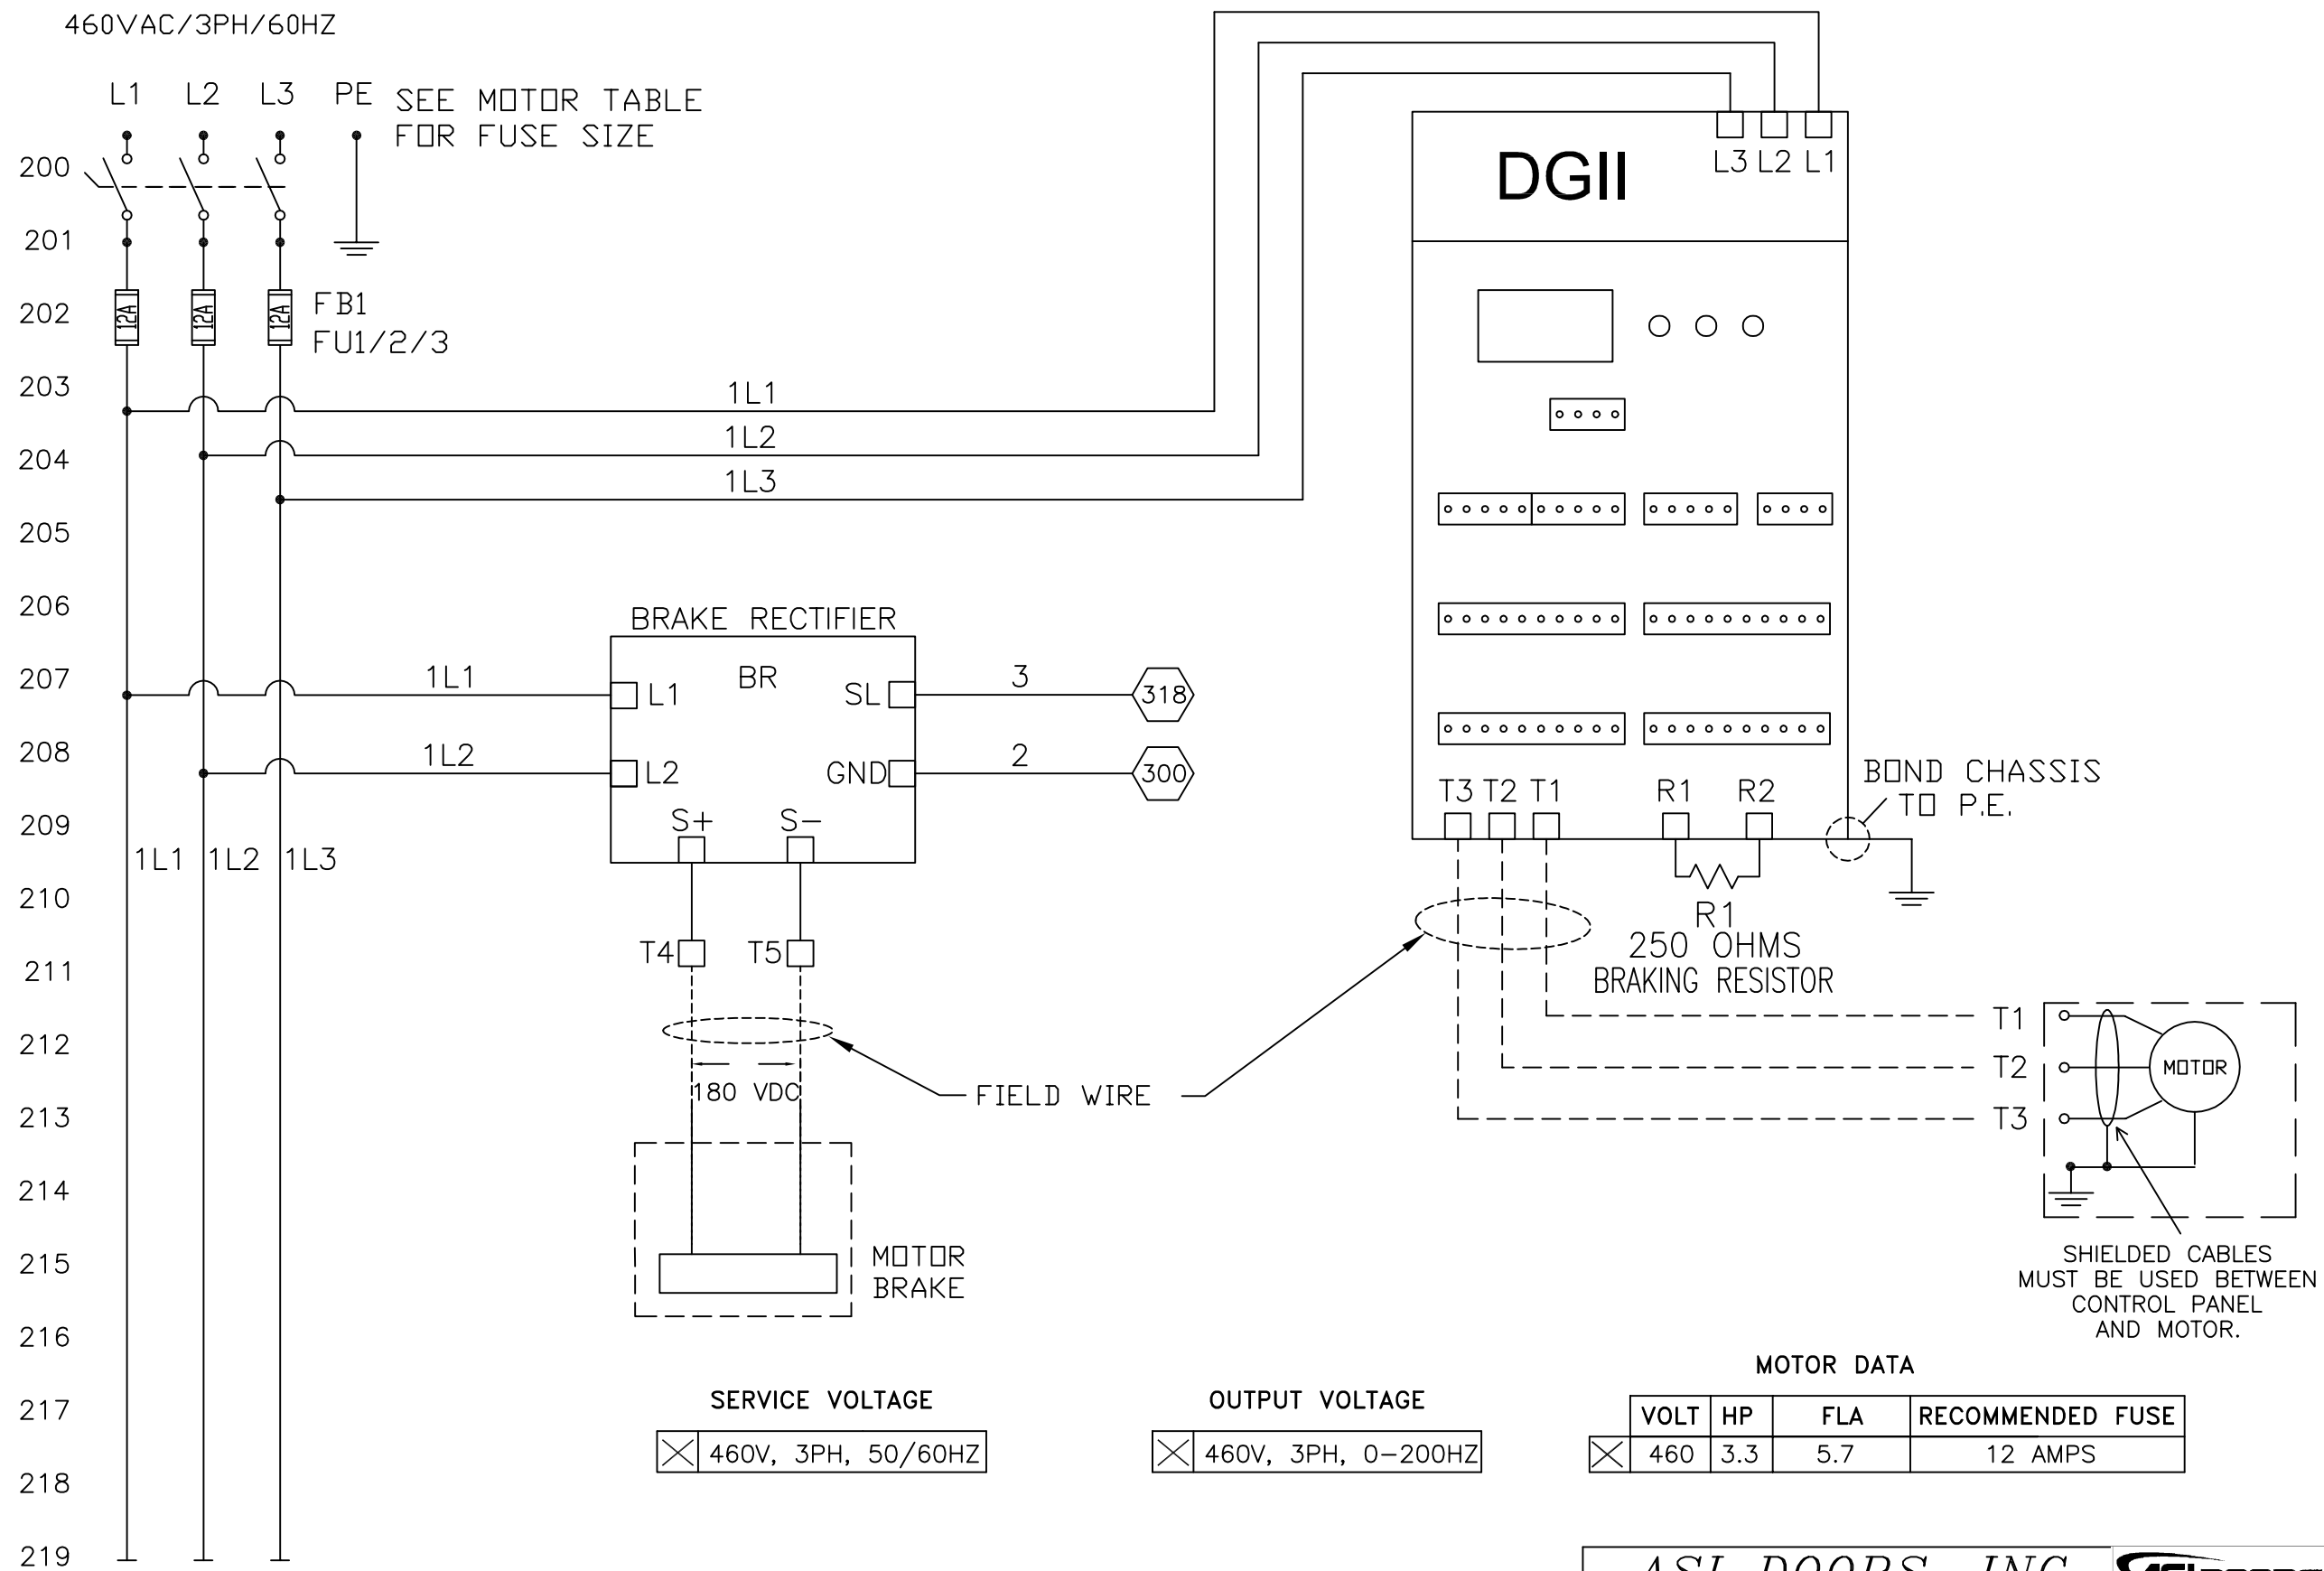 460VAC/3PH/60HZ
L1 L2 L3 PE
SEE MOTOR TABLE
FOR FUSE SIZE
200
201
202
203
204
205
206
207
208
209
210
211
212
213
214
215
216
217
218
219
12A 12A 12A
FB1
FU1/2/3
1L1
1L2
1L3
DGII
L3 L2 L1
BRAKE RECTIFIER
BR
1L1
L1
SL
3
318
1L2
L2
GND
2
300
S+ S-
1L1 1L2 1L3
T4 T5
180 VDC
FIELD WIRE
MOTOR
BRAKE
T3 T2 T1
R1 R2
BOND CHASSIS
TO P.E.
R1
250 OHMS
BRAKING RESISTOR
T1
T2
T3
MOTOR
SHIELDED CABLES
MUST BE USED BETWEEN
CONTROL PANEL
AND MOTOR.
SERVICE VOLTAGE
460V, 3PH, 50/60HZ
OUTPUT VOLTAGE
460V, 3PH, 0-200HZ
MOTOR DATA
VOLT HP FLA RECOMMENDED FUSE
460 3.3 5.7 12 AMPS
ASI DOORS, INC